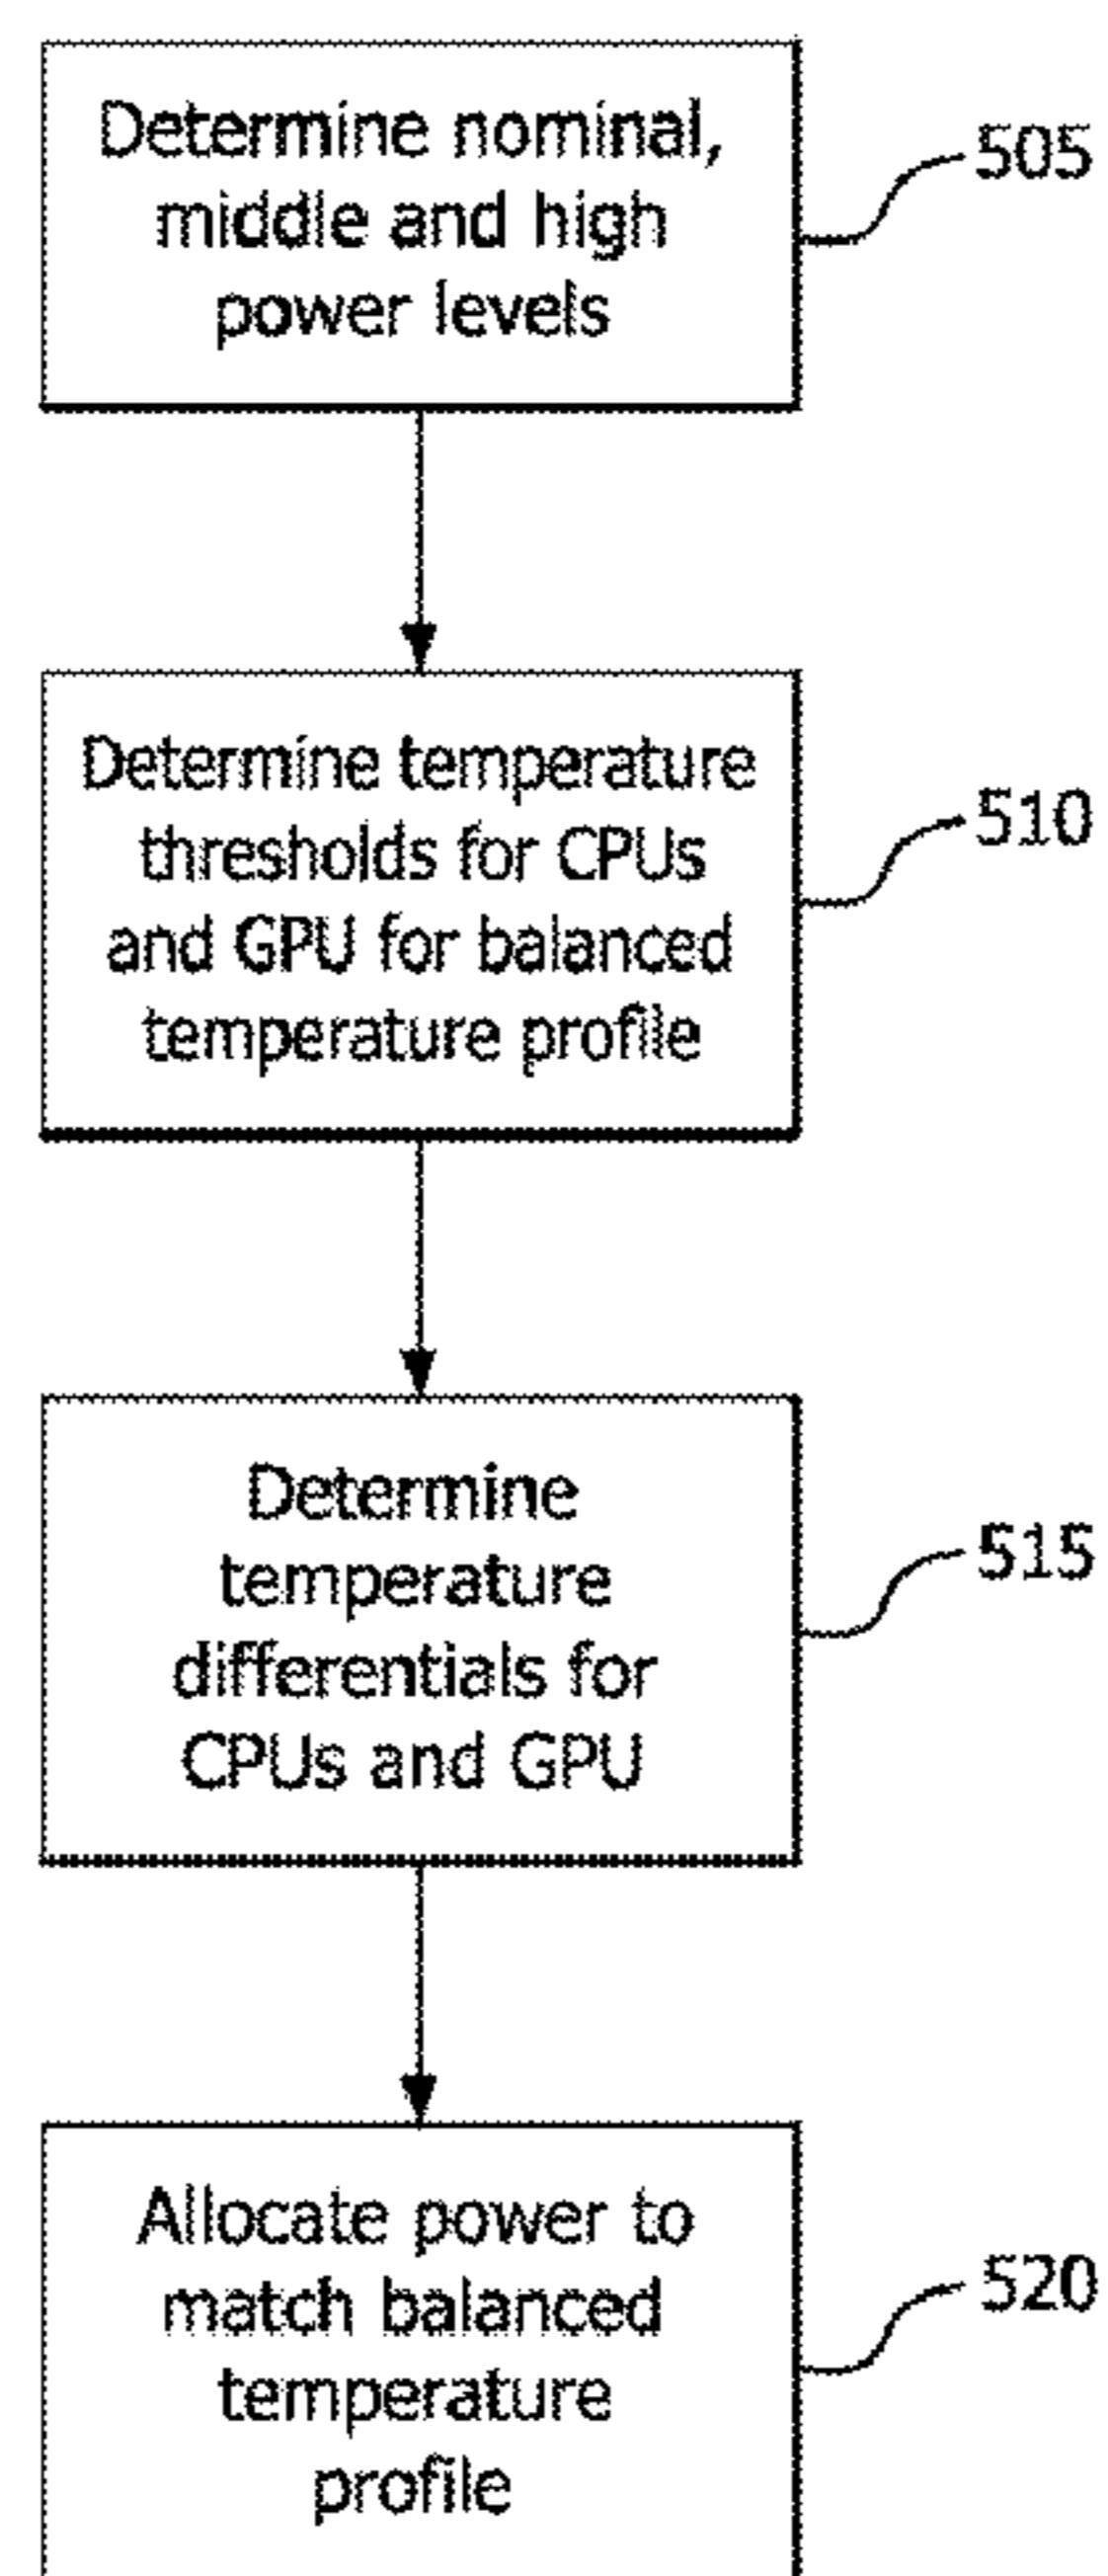 Determine nominal,
middle and high
power levels
505
Determine temperature
thresholds for CPUs
and GPU for balanced
temperature profile
510
Determine
temperature
differentials for
CPUs and GPU
515
Allocate power to
match balanced
temperature
profile
520